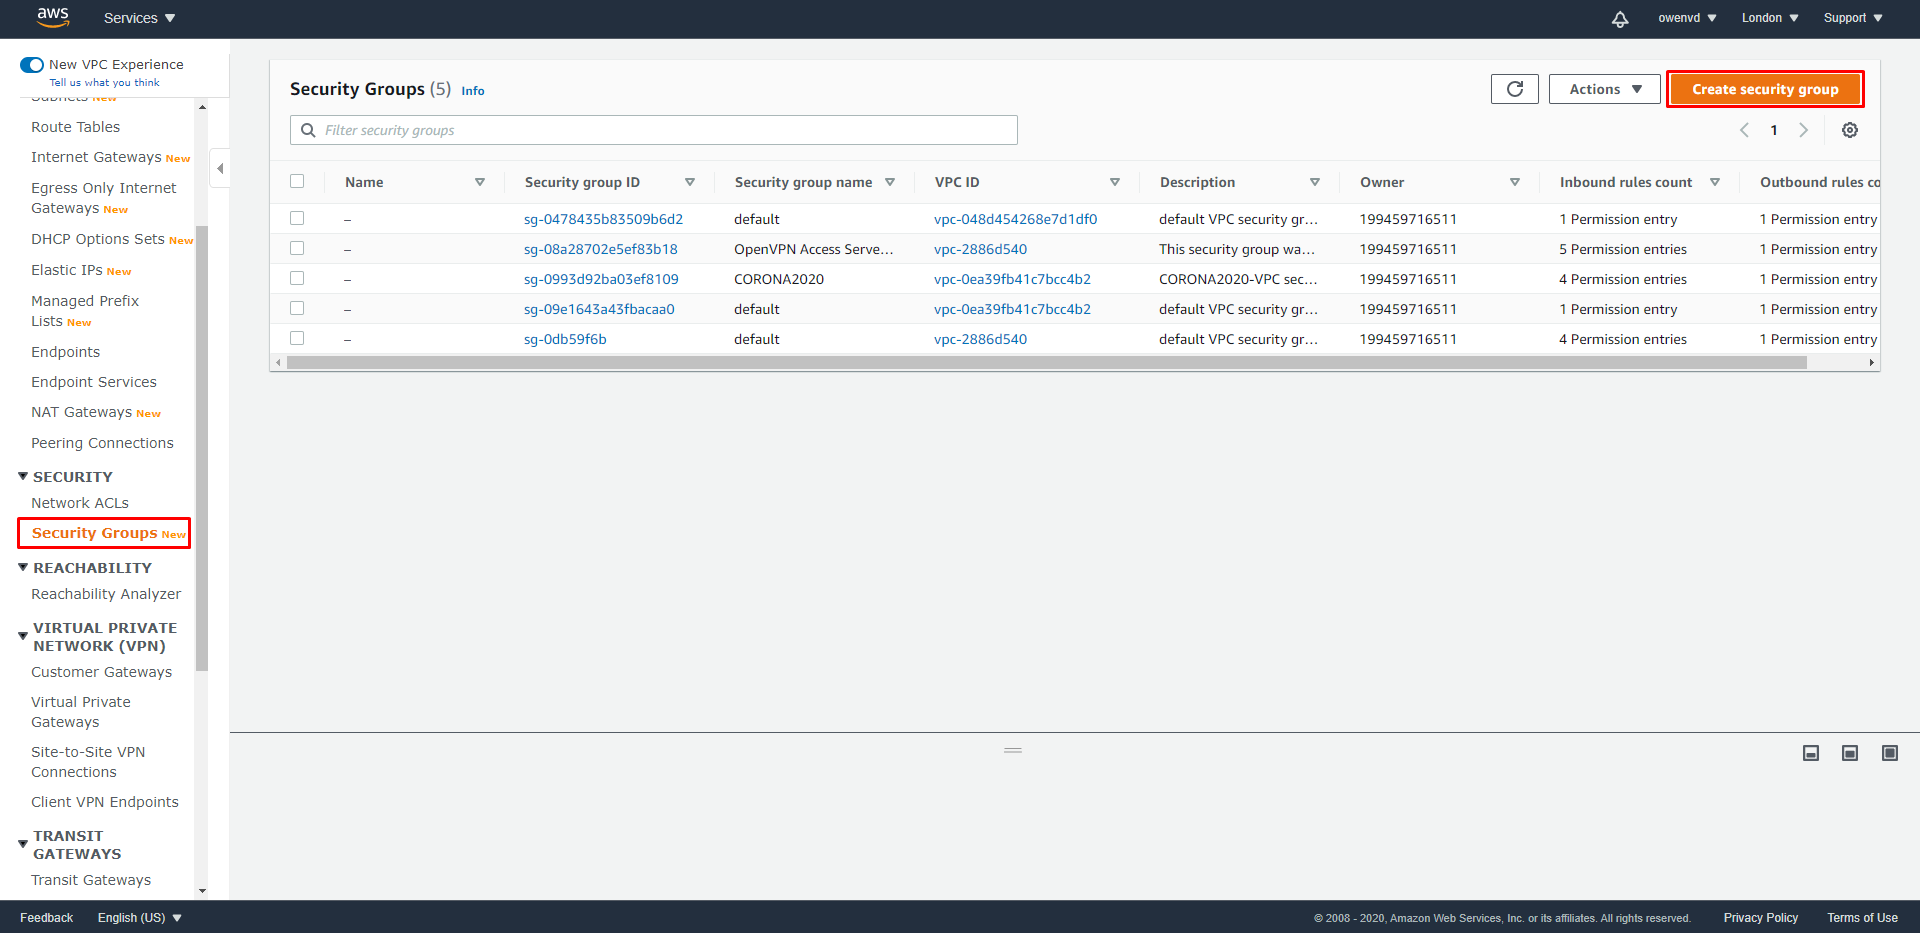 aws Services owenvd London Support
New VPC Experience
Tell us what you think
Subnets New
Route Tables
Internet Gateways New
Egress Only Internet
Gateways New
DHCP Options Sets New
Elastic IPs New
Managed Prefix
Lists New
Endpoints
Endpoint Services
NAT Gateways New
Peering Connections
SECURITY
Network ACLs
Security Groups New
REACHABILITY
Reachability Analyzer
VIRTUAL PRIVATE
NETWORK (VPN)
Customer Gateways
Virtual Private
Gateways
Site-to-Site VPN
Connections
Client VPN Endpoints
TRANSIT
GATEWAYS
Transit Gateways
Security Groups (5) Info Actions Create security group
Filter security groups 1
Name Security group ID Security group name VPC ID Description Owner Inbound rules count Outbound rules co
– sg-0478435b83509b6d2 default vpc-048d454268e7d1df0 default VPC security gr... 199459716511 1 Permission entry 1 Permission entry
– sg-08a28702e5ef83b18 OpenVPN Access Serve... vpc-2886d540 This security group wa... 199459716511 5 Permission entries 1 Permission entry
– sg-0993d92ba03ef8109 CORONA2020 vpc-0ea39fb41c7bcc4b2 CORONA2020-VPC sec... 199459716511 4 Permission entries 1 Permission entry
– sg-09e1643a43fbacaa0 default vpc-0ea39fb41c7bcc4b2 default VPC security gr... 199459716511 1 Permission entry 1 Permission entry
– sg-0db59f6b default vpc-2886d540 default VPC security gr... 199459716511 4 Permission entries 1 Permission entry
Feedback English (US) © 2008 - 2020, Amazon Web Services, Inc. or its affiliates. All rights reserved. Privacy Policy Terms of Use